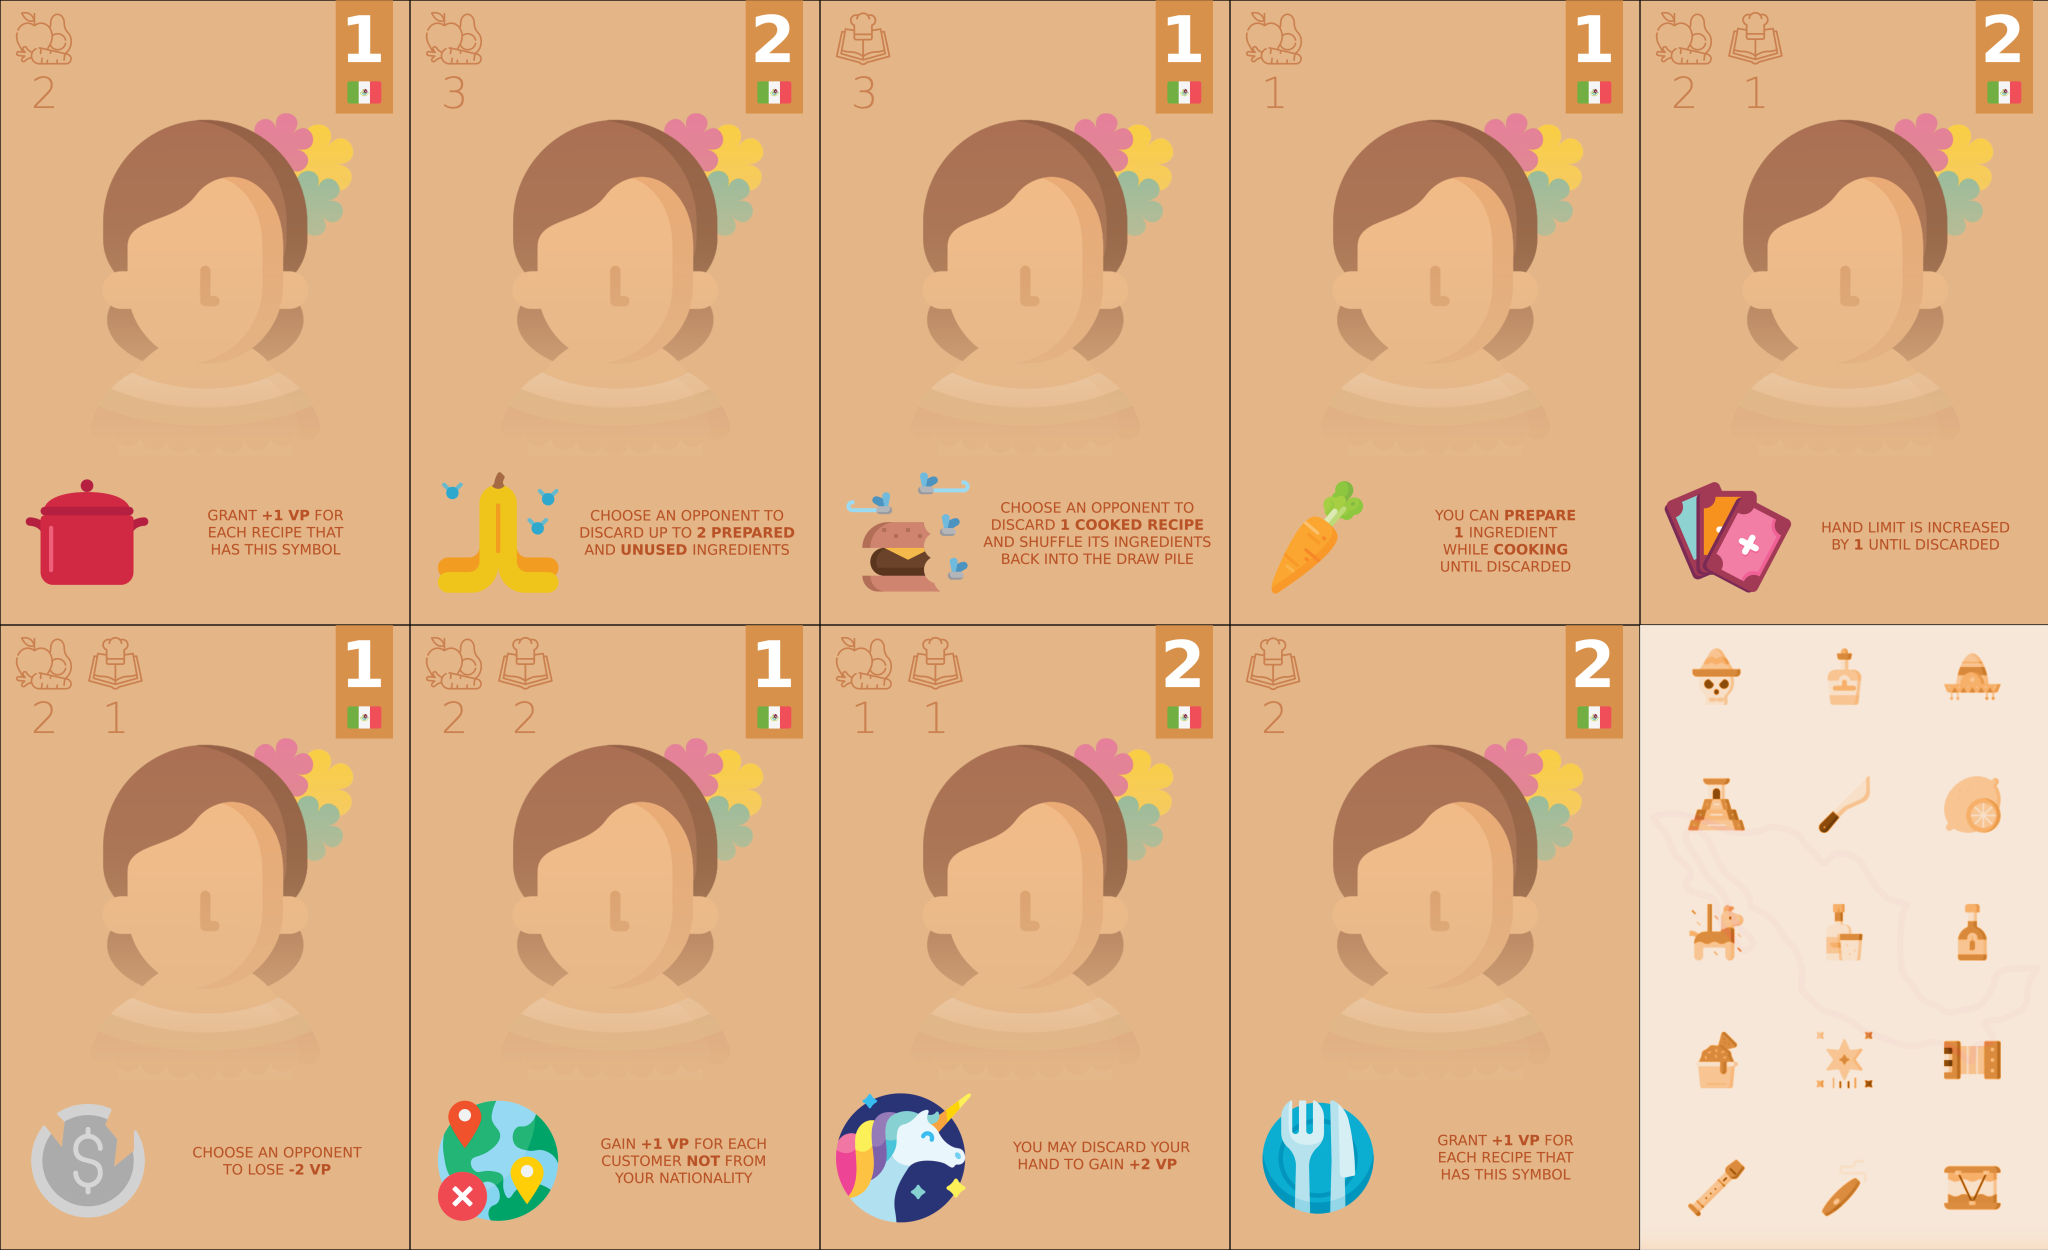 1
2
GRANT +1 VP FOR
EACH RECIPE THAT
HAS THIS SYMBOL
2
3
CHOOSE AN OPPONENT TO
DISCARD UP TO 2 PREPARED
AND UNUSED INGREDIENTS
1
3
CHOOSE AN OPPONENT TO
DISCARD 1 COOKED RECIPE
AND SHUFFLE ITS INGREDIENTS
BACK INTO THE DRAW PILE
1
1
YOU CAN PREPARE
1 INGREDIENT
WHILE COOKING
UNTIL DISCARDED
2
2 1
HAND LIMIT IS INCREASED
BY 1 UNTIL DISCARDED
1
2 1
$
CHOOSE AN OPPONENT
TO LOSE -2 VP
1
2 2
GAIN +1 VP FOR EACH
CUSTOMER NOT FROM
YOUR NATIONALITY
2
1 1
YOU MAY DISCARD YOUR
HAND TO GAIN +2 VP
2
2
GRANT +1 VP FOR
EACH RECIPE THAT
HAS THIS SYMBOL